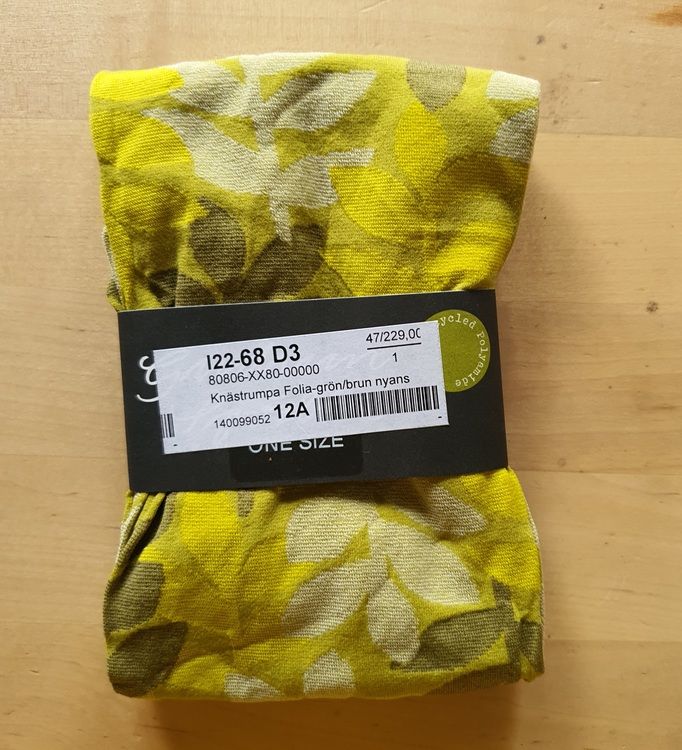 cycled Polyamide
47/229,00
I22-68 D3
80806-XX80-00000
1
Knästrumpa Folia-grön/brun nyans
140099052 12A
ONE SIZE